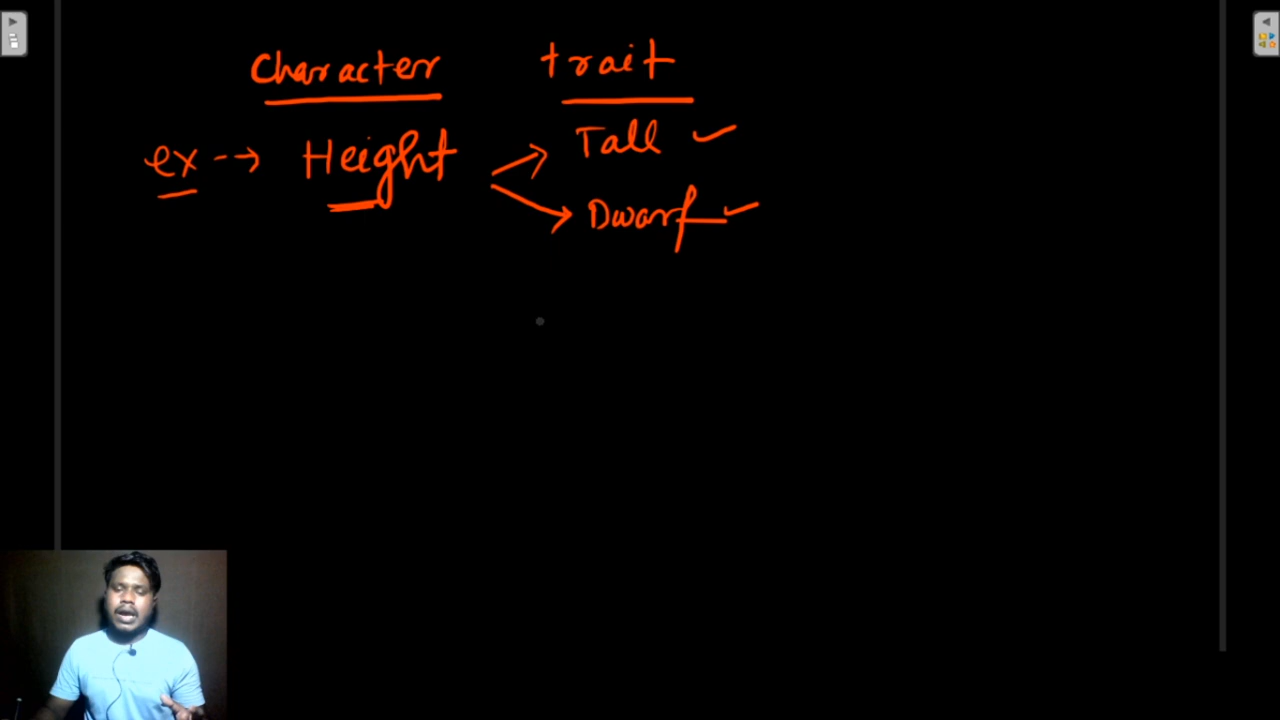 Character trait
ex --> Height Tall ✓
Dwarf ✓